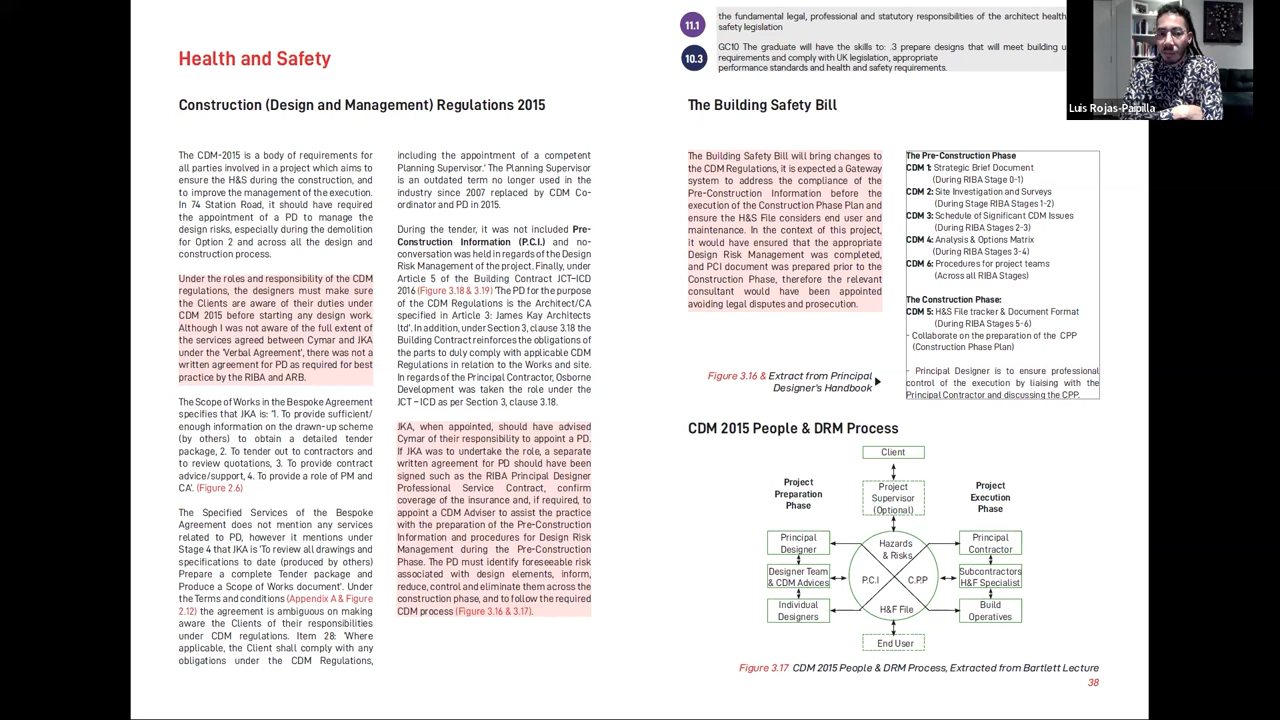 Health and Safety
Construction (Design and Management) Regulations 2015
The CDM-2015 is a body of requirements for
all parties involved in a project which aims to
ensure the H&S during the construction, and
to improve the management of the execution.
In 74 Station Road, it should have required
the appointment of a PD to manage the
design risks, especially during the demolition
for Option 2 and across all the design and
construction process.
Under the roles and responsibility of the CDM
regulations, the designers must make sure
the Clients are aware of their duties under
CDM 2015 before starting any design work.
Although I was not aware of the full extent of
the services agreed between Cymar and JKA
under the 'Verbal Agreement', there was not a
written agreement for PD as required for best
practice by the RIBA and ARB.
The Scope of Works in the Bespoke Agreement
specifies that JKA is: '1. To provide sufficient/
enough information on the drawn-up scheme
(by others) to obtain a detailed tender
package, 2. To tender out to contractors and
to review quotations, 3. To provide contract
advice/support, 4. To provide a role of PM and
CA'. (Figure 2.6)
The Specified Services of the Bespoke
Agreement does not mention any services
related to PD, however it mentions under
Stage 4 that JKA is 'To review all drawings and
specifications to date (produced by others)
Prepare a complete Tender package and
Produce a Scope of Works document'. Under
the Terms and conditions (Appendix A & Figure
2.12) the agreement is ambiguous on making
aware the Clients of their responsibilities
under CDM regulations. Item 28: 'Where
applicable, the Client shall comply with any
obligations under the CDM Regulations,
including the appointment of a competent
Planning Supervisor.' The Planning Supervisor
is an outdated term no longer used in the
industry since 2007 replaced by CDM Co-
ordinator and PD in 2015.
During the tender, it was not included Pre-
Construction Information (P.C.I.) and no-
conversation was held in regards of the Design
Risk Management of the project. Finally, under
Article 5 of the Building Contract JCT-ICD
2016 (Figure 3.18 & 3.19) 'The PD for the purpose
of the CDM Regulations is the Architect/CA
specified in Article 3: James Kay Architects
ltd'. In addition, under Section 3, clause 3.18 the
Building Contract reinforces the obligations of
the parts to duly comply with applicable CDM
Regulations in relation to the Works and site.
In regards of the Principal Contractor, Osborne
Development was taken the role under the
JCT – ICD as per Section 3, clause 3.18.
JKA, when appointed, should have advised
Cymar of their responsibility to appoint a PD.
If JKA was to undertake the role, a separate
written agreement for PD should have been
signed such as the RIBA Principal Designer
Professional Service Contract, confirm
coverage of the insurance and, if required, to
appoint a CDM Adviser to assist the practice
with the preparation of the Pre-Construction
Information and procedures for Design Risk
Management during the Pre-Construction
Phase. The PD must identify foreseeable risk
associated with design elements, inform,
reduce, control and eliminate them across the
construction phase, and to follow the required
CDM process (Figure 3.16 & 3.17).
11.1
the fundamental legal, professional and statutory responsibilities of the architect health
safety legislation
10.3
GC10 The graduate will have the skills to: .3 prepare designs that will meet building u
requirements and comply with UK legislation, appropriate
performance standards and health and safety requirements.
Luis Rojas-Paipilla
The Building Safety Bill
The Building Safety Bill will bring changes to
the CDM Regulations, it is expected a Gateway
system to address the compliance of the
Pre-Construction Information before the
execution of the Construction Phase Plan and
ensure the H&S File considers end user and
maintenance. In the context of this project,
it would have ensured that the appropriate
Design Risk Management was completed,
and PCI document was prepared prior to the
Construction Phase, therefore the relevant
consultant would have been appointed
avoiding legal disputes and prosecution.
Figure 3.16 & Extract from Principal
Designer's Handbook
The Pre-Construction Phase
CDM 1: Strategic Brief Document
(During RIBA Stage 0-1)
CDM 2: Site Investigation and Surveys
(During Stage RIBA Stages 1-2)
CDM 3: Schedule of Significant CDM Issues
(During RIBA Stages 2-3)
CDM 4: Analysis & Options Matrix
(During RIBA Stages 3-4)
CDM 6: Procedures for project teams
(Across all RIBA Stages)
The Construction Phase:
CDM 5: H&S File tracker & Document Format
(During RIBA Stages 5-6)
- Collaborate on the preparation of the CPP
(Construction Phase Plan)
- Principal Designer is to ensure professional
control of the execution by liaising with the
Principal Contractor and discussing the CPP.
CDM 2015 People & DRM Process
Client
Project
Preparation
Phase
Project
Supervisor
(Optional)
Project
Execution
Phase
Principal
Designer
Hazards
& Risks
Principal
Contractor
Designer Team
& CDM Advices
P.C.I
C.P.P
Subcontractors
H&F Specialist
Individual
Designers
H&F File
Build
Operatives
End User
Figure 3.17 CDM 2015 People & DRM Process, Extracted from Bartlett Lecture
38